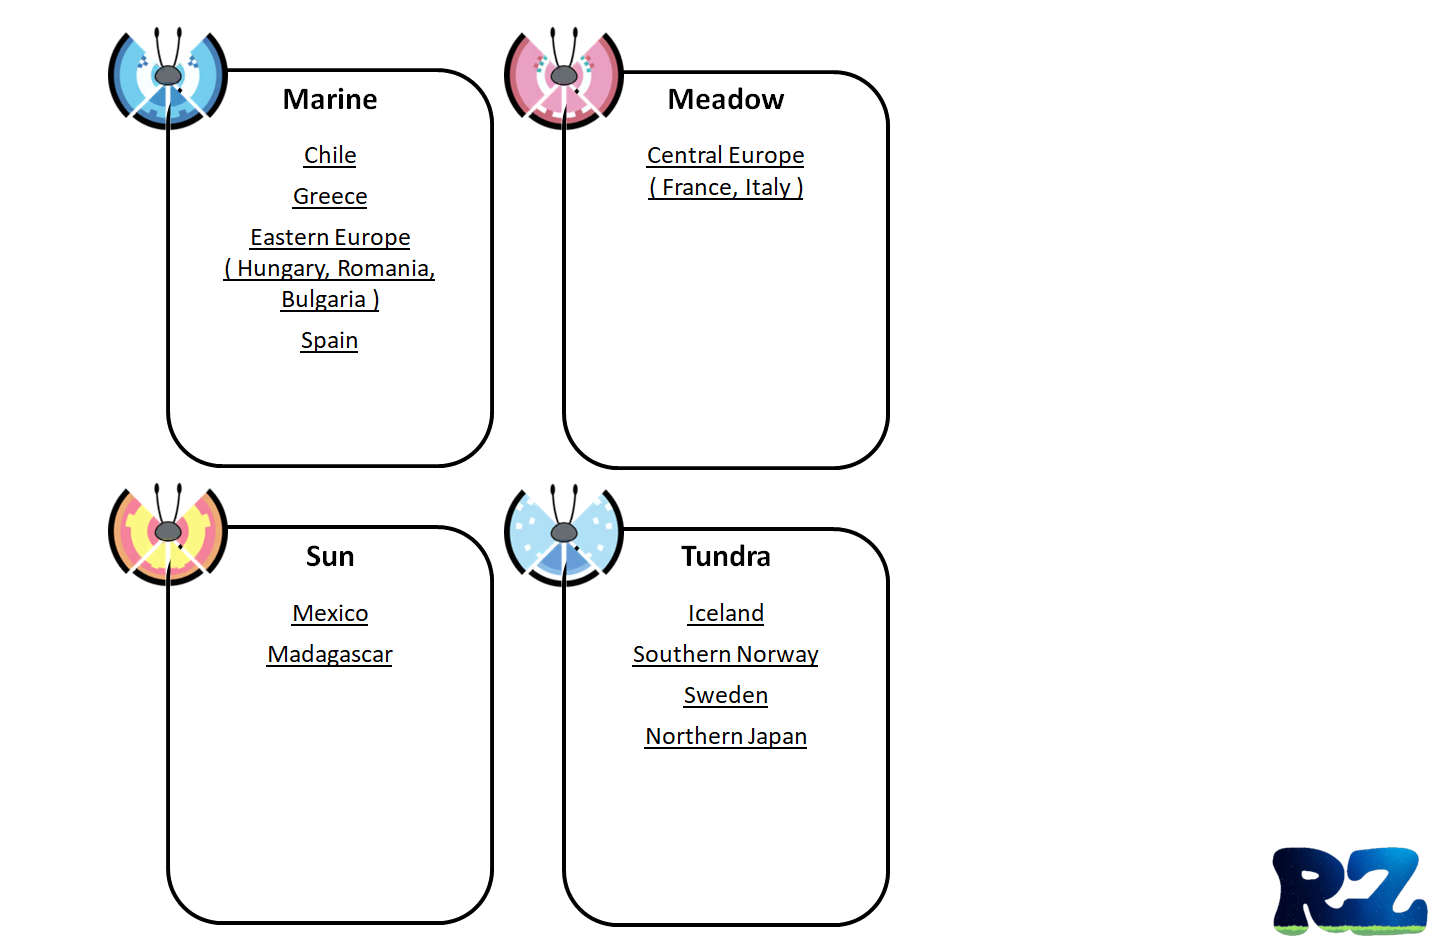 Marine
Chile
Greece
Eastern Europe
( Hungary, Romania,
Bulgaria )
Spain
Meadow
Central Europe
( France, Italy )
Sun
Mexico
Madagascar
Tundra
Iceland
Southern Norway
Sweden
Northern Japan
RZ